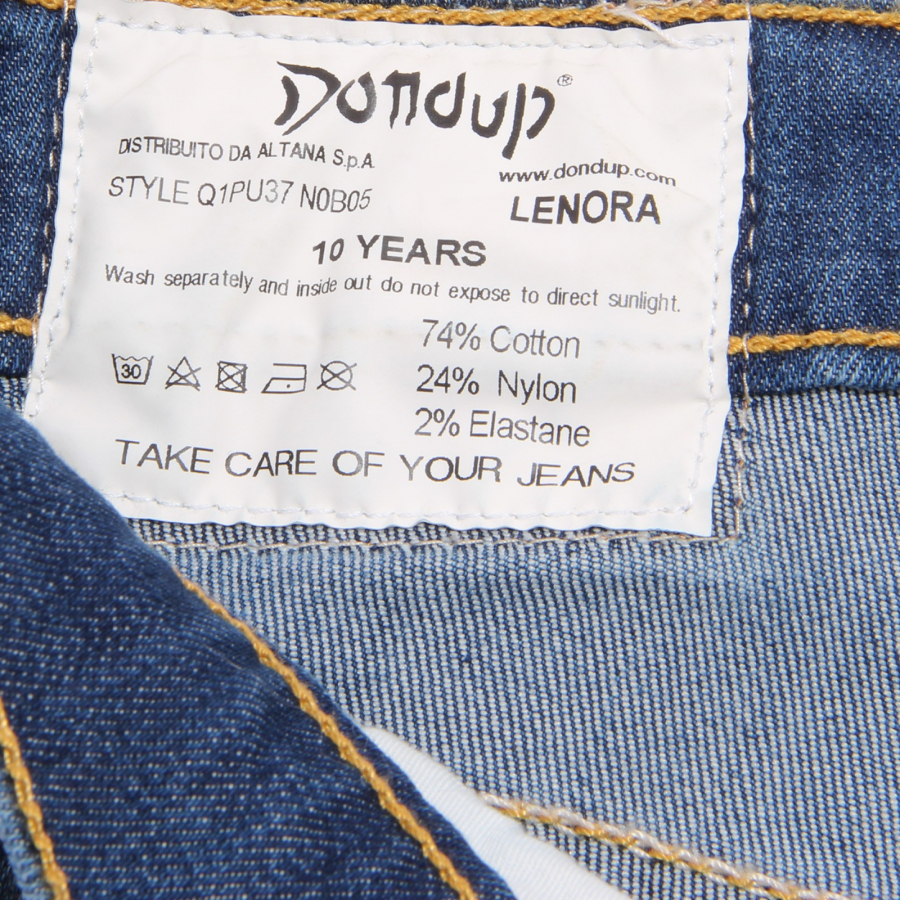 Dondup®
DISTRIBUITO DA ALTANA S.p.A
www.dondup.com
STYLE Q1PU37 N0B05
LENORA
10 YEARS
Wash separately and inside out do not expose to direct sunlight.
74% Cotton
30
24% Nylon
2% Elastane
TAKE CARE OF YOUR JEANS